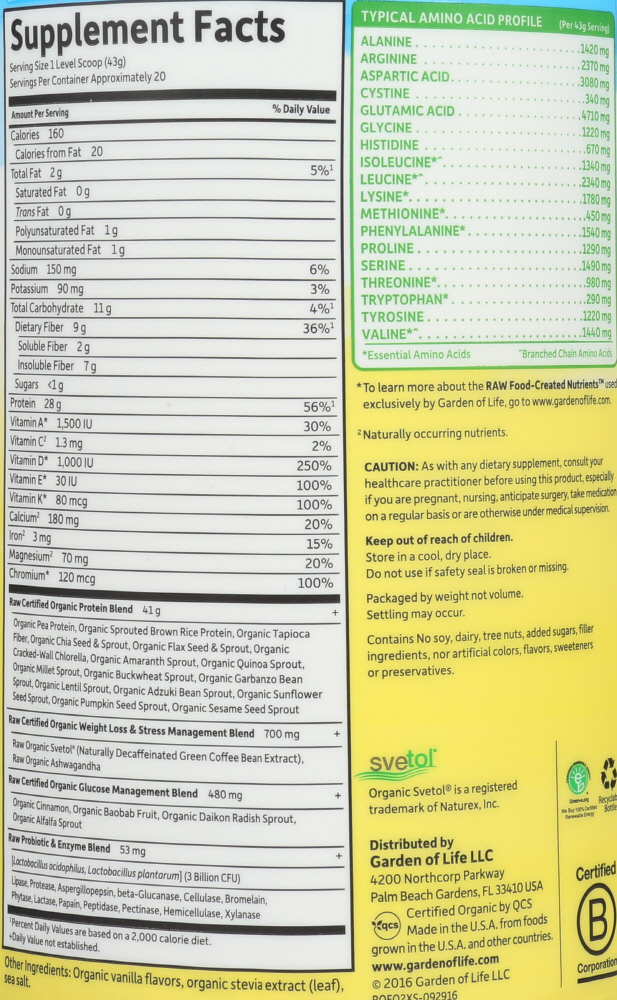 Supplement Facts
Serving Size 1 Level Scoop (43g)
Servings Per Container Approximately 20
Amount Per Serving % Daily Value
Calories 160
Calories from Fat 20
Total Fat 2 g 5%¹
Saturated Fat 0 g
Trans Fat 0 g
Polyunsaturated Fat 1 g
Monounsaturated Fat 1 g
Sodium 150 mg 6%
Potassium 90 mg 3%
Total Carbohydrate 11 g 4%¹
Dietary Fiber 9 g 36%¹
Soluble Fiber 2 g
Insoluble Fiber 7 g
Sugars <1 g
Protein 28 g 56%¹
Vitamin A* 1,500 IU 30%
Vitamin C² 1.3 mg 2%
Vitamin D* 1,000 IU 250%
Vitamin E* 30 IU 100%
Vitamin K* 80 mcg 100%
Calcium² 180 mg 20%
Iron² 3 mg 15%
Magnesium² 70 mg 20%
Chromium* 120 mcg 100%
Raw Certified Organic Protein Blend 41 g +
Organic Pea Protein, Organic Sprouted Brown Rice Protein, Organic Tapioca
Fiber, Organic Chia Seed & Sprout, Organic Flax Seed & Sprout, Organic
Cracked-Wall Chlorella, Organic Amaranth Sprout, Organic Quinoa Sprout,
Organic Millet Sprout, Organic Buckwheat Sprout, Organic Garbanzo Bean
Sprout, Organic Lentil Sprout, Organic Adzuki Bean Sprout, Organic Sunflower
Seed Sprout, Organic Pumpkin Seed Sprout, Organic Sesame Seed Sprout
Raw Certified Organic Weight Loss & Stress Management Blend 700 mg +
Raw Organic Svetol® (Naturally Decaffeinated Green Coffee Bean Extract),
Raw Organic Ashwagandha
Raw Certified Organic Glucose Management Blend 480 mg +
Organic Cinnamon, Organic Baobab Fruit, Organic Daikon Radish Sprout,
Organic Alfalfa Sprout
Raw Probiotic & Enzyme Blend 53 mg +
[Lactobacillus acidophilus, Lactobacillus plantarum] (3 Billion CFU)
Lipase, Protease, Aspergillopepsin, beta-Glucanase, Cellulase, Bromelain,
Phytase, Lactase, Papain, Peptidase, Pectinase, Hemicellulase, Xylanase
¹Percent Daily Values are based on a 2,000 calorie diet.
+Daily Value not established.
Other Ingredients: Organic vanilla flavors, organic stevia extract (leaf),
sea salt.
TYPICAL AMINO ACID PROFILE (Per 43g Serving)
ALANINE 1420 mg
ARGININE 2370 mg
ASPARTIC ACID 3080 mg
CYSTINE 340 mg
GLUTAMIC ACID 4710 mg
GLYCINE 1220 mg
HISTIDINE 670 mg
ISOLEUCINE*^ 1340 mg
LEUCINE*^ 2340 mg
LYSINE* 1780 mg
METHIONINE* 450 mg
PHENYLALANINE* 1540 mg
PROLINE 1290 mg
SERINE 1490 mg
THREONINE* 980 mg
TRYPTOPHAN* 290 mg
TYROSINE 1220 mg
VALINE*^ 1440 mg
*Essential Amino Acids ^Branched Chain Amino Acids
*To learn more about the RAW Food-Created Nutrients™ used
exclusively by Garden of Life, go to www.gardenoflife.com.
²Naturally occurring nutrients.
CAUTION: As with any dietary supplement, consult your
healthcare practitioner before using this product, especially
if you are pregnant, nursing, anticipate surgery, take medication
on a regular basis or are otherwise under medical supervision.
Keep out of reach of children.
Store in a cool, dry place.
Do not use if safety seal is broken or missing.
Packaged by weight not volume.
Settling may occur.
Contains No soy, dairy, tree nuts, added sugars, filler
ingredients, nor artificial colors, flavors, sweeteners
or preservatives.
svetol®
Organic Svetol® is a registered
trademark of Naturex, Inc.
Distributed by
Garden of Life LLC
4200 Northcorp Parkway
Palm Beach Gardens, FL 33410 USA
qcs Certified Organic by QCS
Made in the U.S.A. from foods
grown in the U.S.A. and other countries.
www.gardenoflife.com
© 2016 Garden of Life LLC
POFO2XS-092916
We Buy 100% Certified
Renewable Energy
Recyclab
Bottle
Certified
B
Corporation